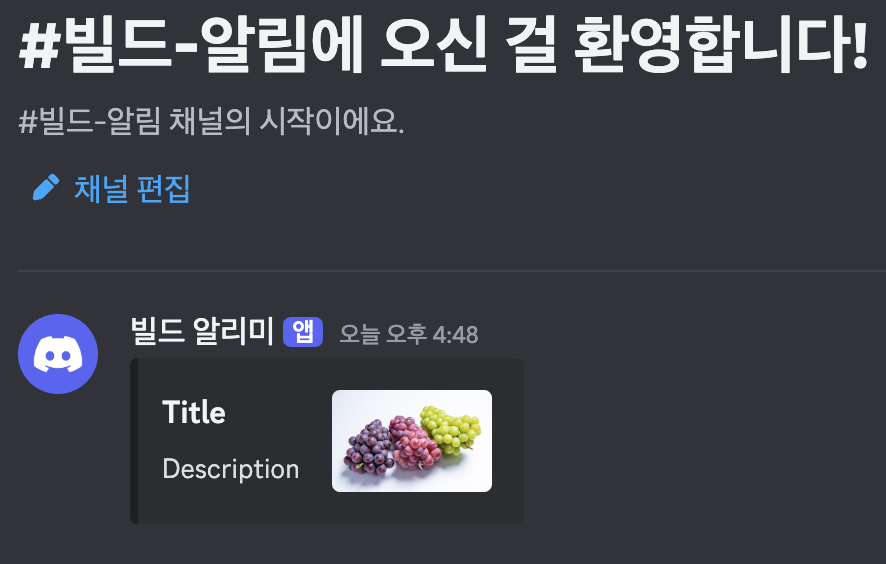 #빌드-알림에 오신 걸 환영합니다!
#빌드-알림 채널의 시작이에요.
채널 편집
빌드 알리미 앱 오늘 오후 4:48
Title
Description